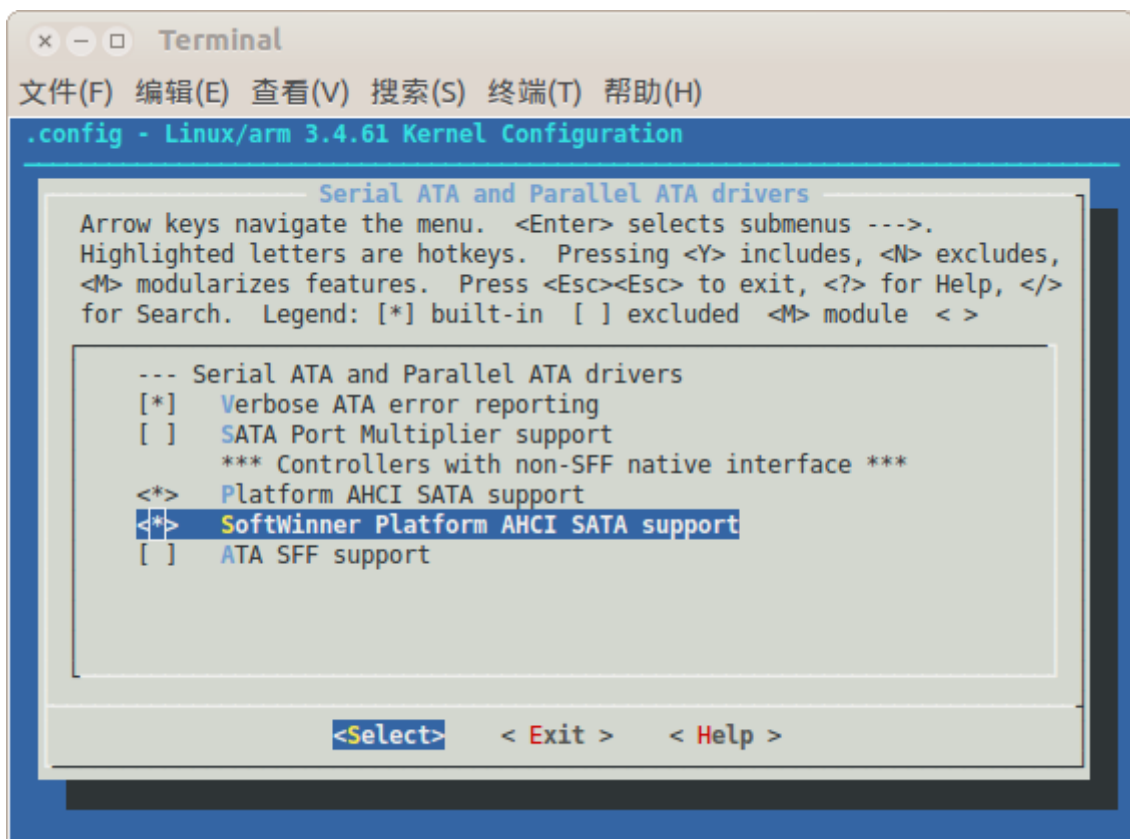 Terminal
文件(F) 编辑(E) 查看(V) 搜索(S) 终端(T) 帮助(H)
.config - Linux/arm 3.4.61 Kernel Configuration
Serial ATA and Parallel ATA drivers
Arrow keys navigate the menu.  <Enter> selects submenus --->.
Highlighted letters are hotkeys.  Pressing <Y> includes, <N> excludes,
<M> modularizes features.  Press <Esc><Esc> to exit, <?> for Help, </>
for Search.  Legend: [*] built-in  [ ] excluded  <M> module  < >
--- Serial ATA and Parallel ATA drivers
[*]   Verbose ATA error reporting
[ ]   SATA Port Multiplier support
*** Controllers with non-SFF native interface ***
<*>   Platform AHCI SATA support
<*>   SoftWinner Platform AHCI SATA support
[ ]   ATA SFF support
<Select>    < Exit >    < Help >